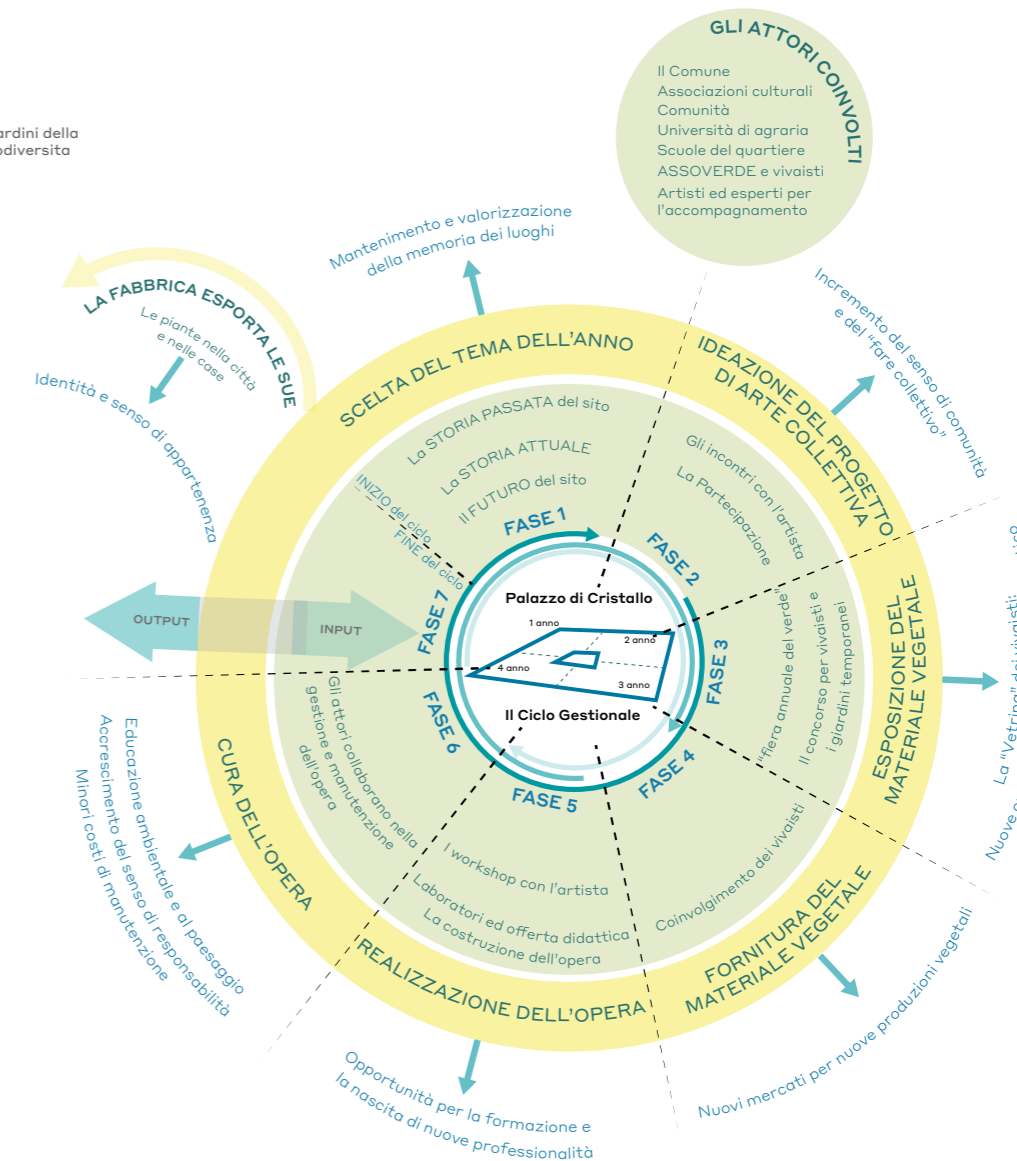 GLI ATTORI COINVOLTI
Il Comune
Associazioni culturali
Comunità
Università di agraria
Scuole del quartiere
ASSOVERDE e vivaisti
Artisti ed esperti per
l'accompagnamento
della
Mantenimento e valorizzazione
della memoria dei luoghi
LA FABBRICA ESPORTA LE SUE
Le piante nella città
e nelle case
Identità e senso di appartenenza
Incremento del senso di comunità
e del "fare collettivo"
SCELTA DEL TEMA DELL'ANNO
IDEAZIONE DEL PROGETTO
DI ARTE COLLETTIVA
La STORIA PASSATA del sito
La STORIA ATTUALE
Il FUTURO del sito
INIZIO del ciclo
FINE del ciclo
Gli incontri con l'artista
La Partecipazione
FASE 1
FASE 2
FASE 3
FASE 4
FASE 5
FASE 6
FASE 7
Palazzo di Cristallo
1 anno
2 anno
3 anno
4 anno
Il Ciclo Gestionale
OUTPUT
INPUT
"fiera annuale del verde"
Il concorso per vivaisti e
i giardini temporanei
ESPOSIZIONE DEL
MATERIALE VEGETALE
La "Vetrina" dei vivaisti:
Nuove
Coinvolgimento dei vivaisti
FORNITURA DEL
MATERIALE VEGETALE
Nuovi mercati per nuove produzioni vegetali
I workshop con l'artista
Laboratori ed offerta didattica
La costruzione dell'opera
REALIZZAZIONE DELL'OPERA
Opportunità per la formazione e
la nascita di nuove professionalità
Gli attori collaborano nella
gestione e manutenzione
dell'opera
CURA DELL'OPERA
Educazione ambientale e al paesaggio
Accrescimento del senso di responsabilità
Minori costi di manutenzione